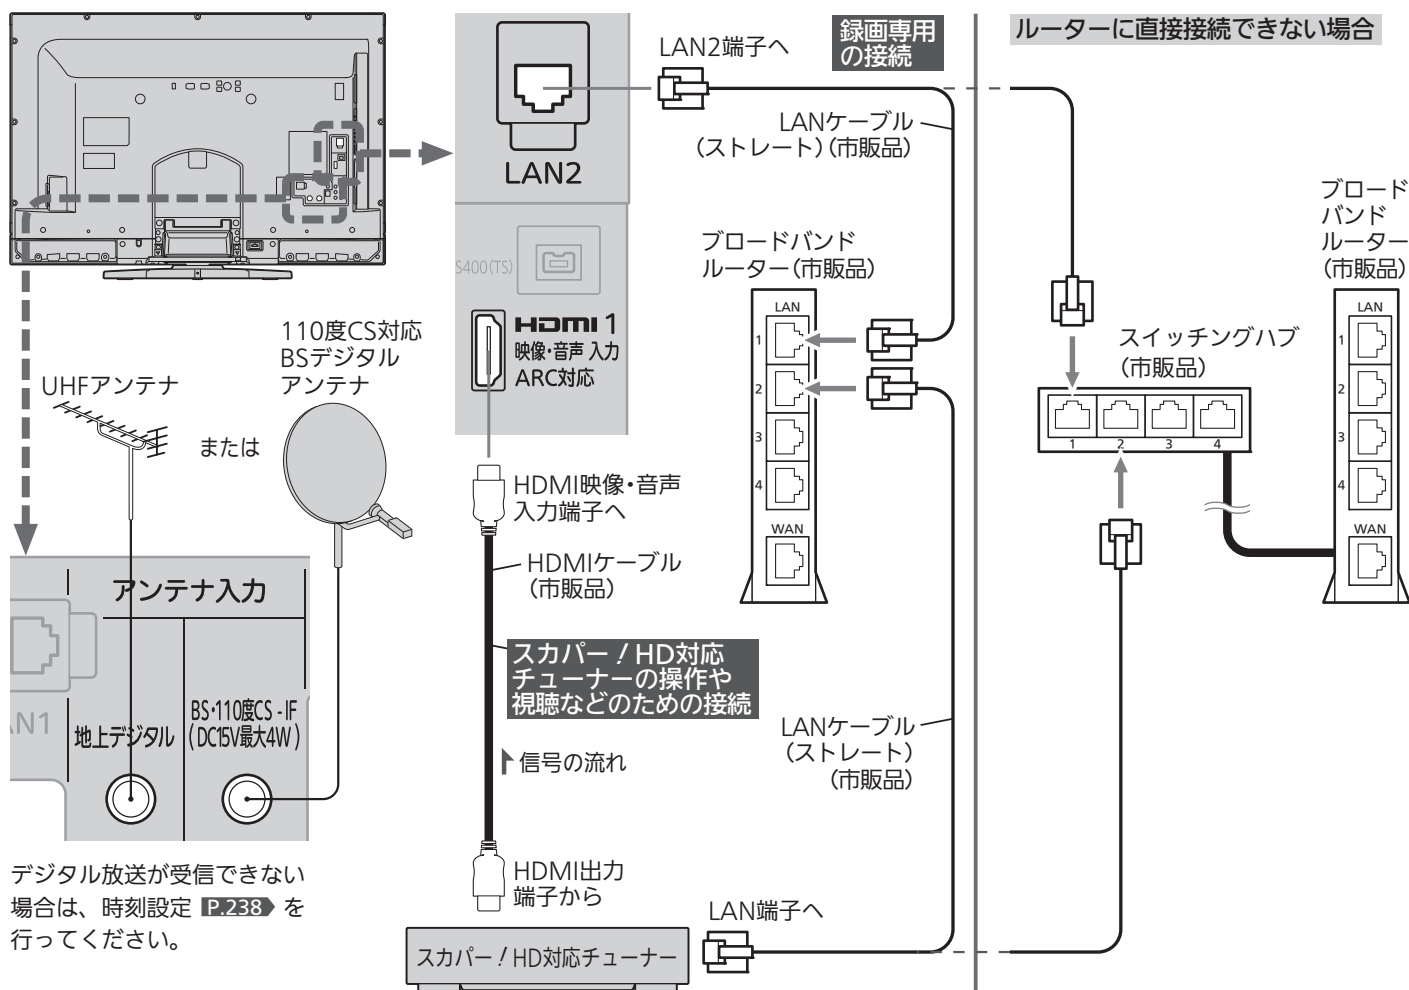 LAN2
S400(TS)
HDMI 1
映像・音声 入力
ARC対応
LAN2端子へ
録画専用
の接続
LANケーブル
（ストレート）（市販品）
ブロードバンド
ルーター（市販品）
LAN
1
2
3
4
WAN
110度CS対応
BSデジタル
アンテナ
UHFアンテナ
または
アンテナ入力
AN1
地上デジタル
BS・110度CS-IF
（DC15V最大4W）
デジタル放送が受信できない
場合は、時刻設定 P.238 を
行ってください。
HDMI映像・音声
入力端子へ
HDMIケーブル
（市販品）
スカパー！HD対応
チューナーの操作や
視聴などのための接続
信号の流れ
HDMI出力
端子から
スカパー！HD対応チューナー
LAN端子へ
LANケーブル
（ストレート）
（市販品）
ルーターに直接接続できない場合
スイッチングハブ
（市販品）
1 2 3 4
ブロード
バンド
ルーター
（市販品）
LAN
1
2
3
4
WAN